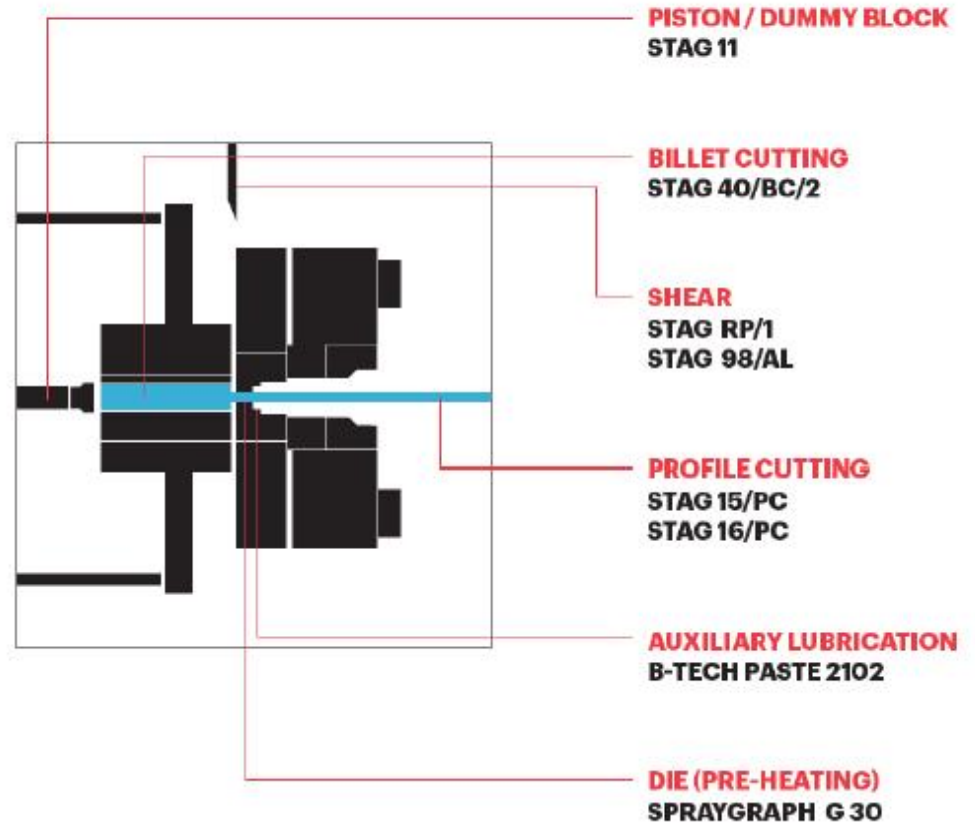 PISTON / DUMMY BLOCK
STAG 11
BILLET CUTTING
STAG 40/BC/2
SHEAR
STAG RP/1
STAG 98/AL
PROFILE CUTTING
STAG 15/PC
STAG 16/PC
AUXILIARY LUBRICATION
B-TECH PASTE 2102
DIE (PRE-HEATING)
SPRAYGRAPH G 30